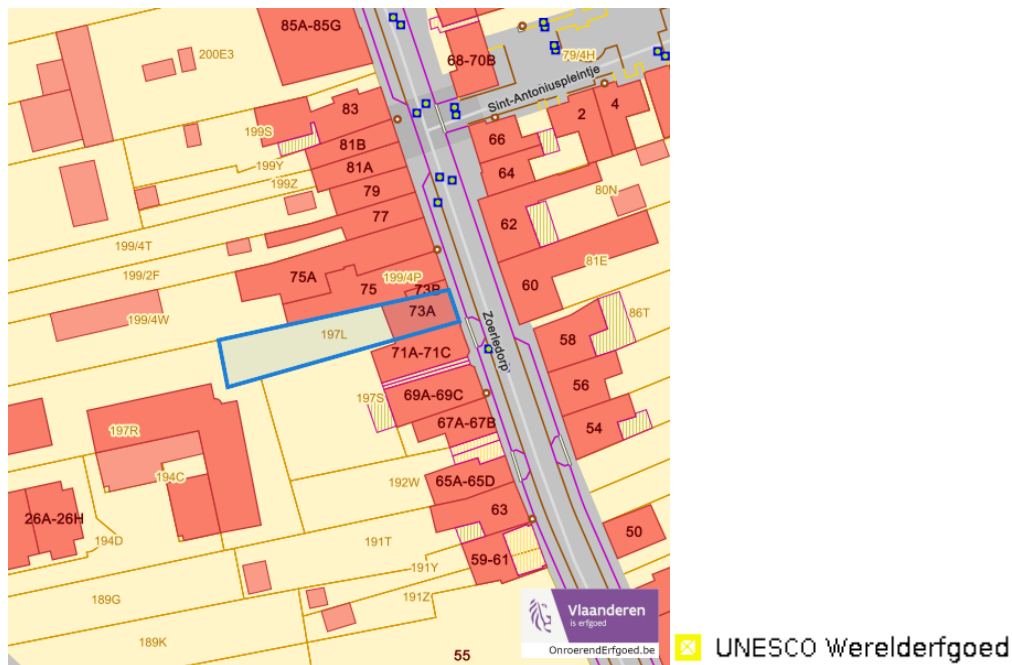 85A-85G
200E3
68-70B
79/4H
Sint-Antoniuspleintje
83
2
4
199S
81B
66
199Y
81A
64
199Z
79
80N
77
62
199/4T
81E
199/2F
75A
199/4P
75
73B
60
73A
86T
199/4W
197L
Zoerledorp
58
71A-71C
56
197S
69A-69C
67A-67B
54
197R
194C
192W
65A-65D
63
26A-26H
194D
191T
50
59-61
191Y
189G
191Z
189K
55
Vlaanderen
is erfgoed
OnroerendErfgoed.be
UNESCO Werelderfgoed